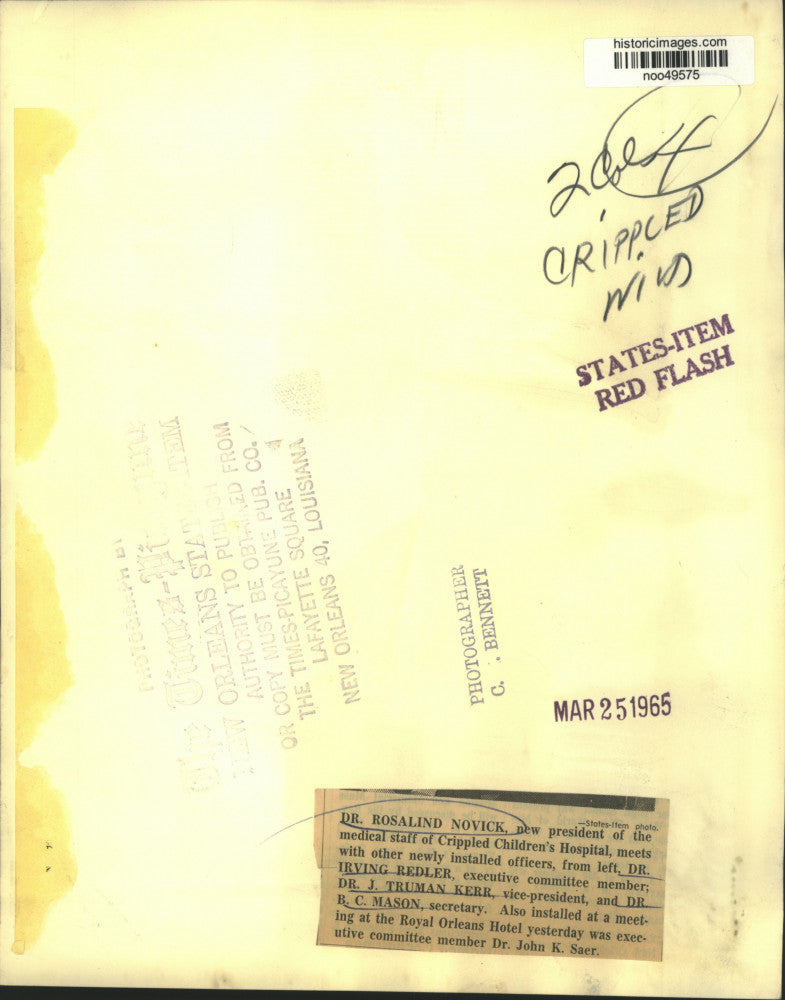 historicimages.com
noo49575
2 Col 4
CRIPPLED
STATES-ITEM
RED FLASH
PHOTOGRAPH BY
The Times-
NEW ORLEANS ITEM
AUTHORITY TO PUBLISH
MUST BE OBTAINED FROM
OR COPY THE TIMES-PICAYUNE PUB. CO.
LAFAYETTE SQUARE
NEW ORLEANS 40, LOUISIANA
PHOTOGRAPHER
C. . BENNETT
MAR 25 1965
—States-Item photo.
DR. ROSALIND NOVICK, new president of the
medical staff of Crippled Children's Hospital, meets
with other newly installed officers, from left, DR.
IRVING REDLER, executive committee member;
DR. J. TRUMAN KERR, vice-president, and DR.
B. C. MASON, secretary. Also installed at a meet-
ing at the Royal Orleans Hotel yesterday was exec-
utive committee member Dr. John K. Saer.